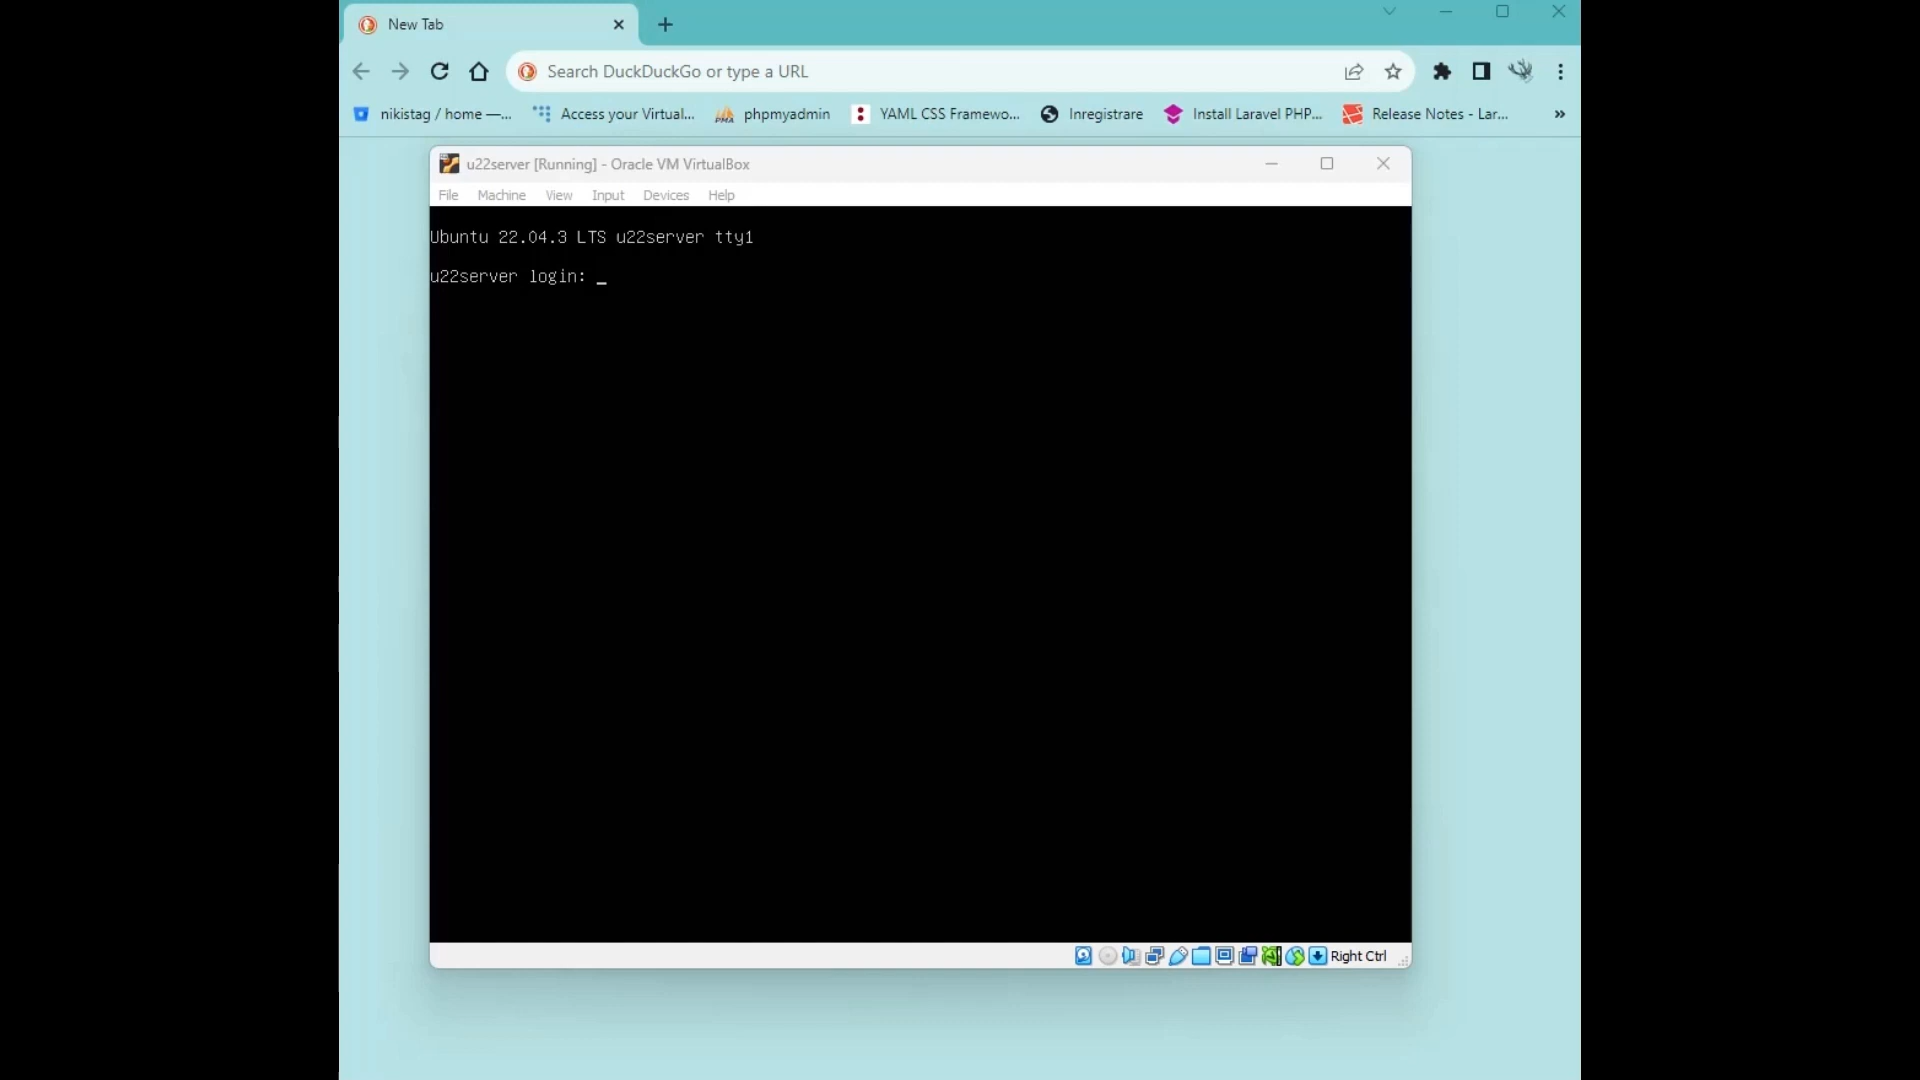 New Tab
Search DuckDuckGo or type a URL
nikistag / home —... Access your Virtual... phpmyadmin YAML CSS Framewo... Inregistrare Install Laravel PHP... Release Notes - Lar... »
u22server [Running] - Oracle VM VirtualBox
File Machine View Input Devices Help
Ubuntu 22.04.3 LTS u22server tty1
u22server login: _
Right Ctrl